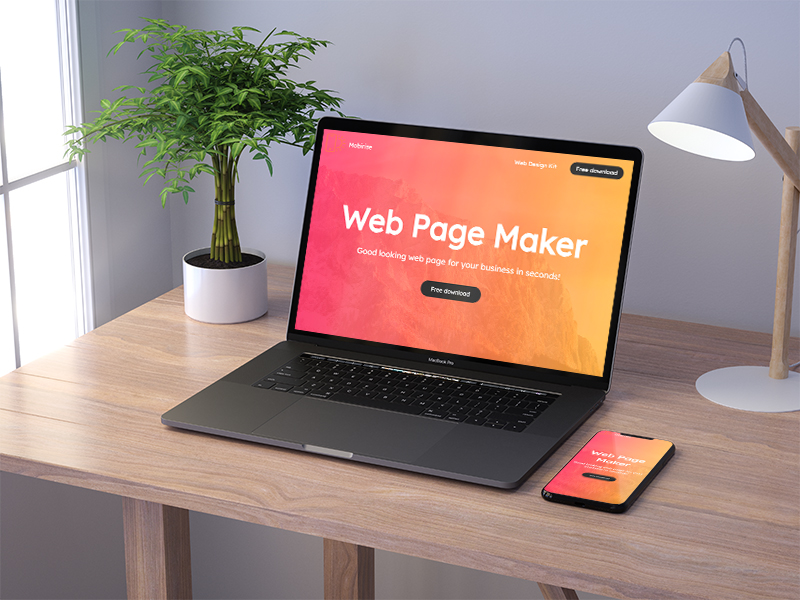 Mobirise
Web Design Kit
Free download
Web Page Maker
Good looking web page for your business in seconds!
Free download
MacBook Pro
Web Page
Maker